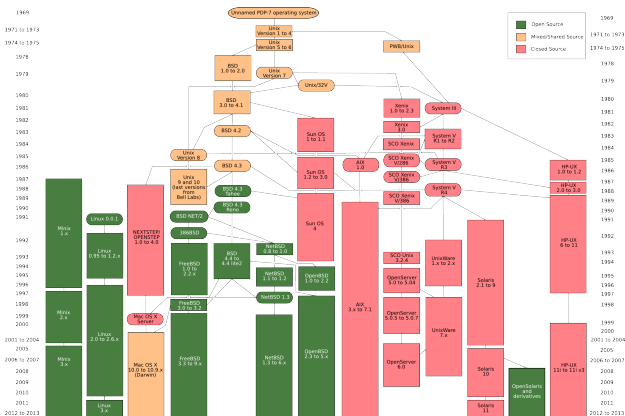 Unnamed PDP-7 operating system
1969
1969
Open Source
Mixed/Shared Source
Closed Source
1971 to 1973
Unix
Version 1 to 4
1971 to 1973
1974 to 1975
Unix
Version 5 to 6
PWB/Unix
1974 to 1975
1978
BSD
1.0 to 2.0
1978
1979
Unix
Version 7
1979
Unix/32V
1980
BSD
3.0 to 4.1
Xenix
1.0 to 2.3
System III
1980
1981
1981
1982
Xenix
3.0
1982
1983
BSD 4.2
Sun OS
1 to 1.1
System V
R1 to R2
1983
1984
SCO Xenix
1984
1985
Unix
Version 8
SCO Xenix
V/286
1985
AIX
1.0
System V
R3
HP-UX
1.0 to 1.2
1986
BSD 4.3
1986
1987
Unix
9 and 10
(last versions
from
Bell Labs)
Sun OS
1.2 to 3.0
SCO Xenix
V/386
1987
1988
BSD 4.3
Tahoe
System V
R4
HP-UX
2.0 to 3.0
1988
1989
SCO Xenix
V/386
1989
1990
BSD 4.3
Reno
1990
1991
Minix
1.x
Linux 0.0.1
BSD NET/2
Sun OS
4
HP-UX
6 to 11
1991
NEXTSTEP/
OPENSTEP
1.0 to 4.0
386BSD
1992
Linux
0.95 to 1.2.x
NetBSD
0.8 to 1.0
1992
1993
BSD
4.4 to
4.4 lite2
SCO Unix
3.2.4
UnixWare
1.x to 2.x
1993
1994
FreeBSD
1.0 to
2.2.x
1994
1995
NetBSD
1.1 to 1.2
OpenBSD
1.0 to 2.2
OpenServer
5.0 to 5.04
Solaris
2.1 to 9
1995
1996
1996
1997
NetBSD 1.3
1997
1998
Minix
2.x
FreeBSD
3.0 to 3.2
AIX
3.x to 7.1
1998
1999
Mac OS X
Server
OpenServer
5.0.5 to 5.0.7
1999
2000
2000
2001 to 2004
Linux
2.0 to 2.6.x
UnixWare
7.x
2001 to 2004
2005
OpenBSD
2.3 to 5.x
OpenServer
6.0
2005
2006 to 2007
Minix
3.x
FreeBSD
3.3 to 9.x
NetBSD
1.3 to 6.x
Solaris
10
HP-UX
11i to 11i v3
2006 to 2007
2008
Mac OS X
10.0 to 10.9.x
(Darwin)
2008
2009
2009
2010
OpenSolaris
and
derivatives
2010
2011
Linux
3.x
Solaris
11
2011
2012 to 2013
2012 to 2013